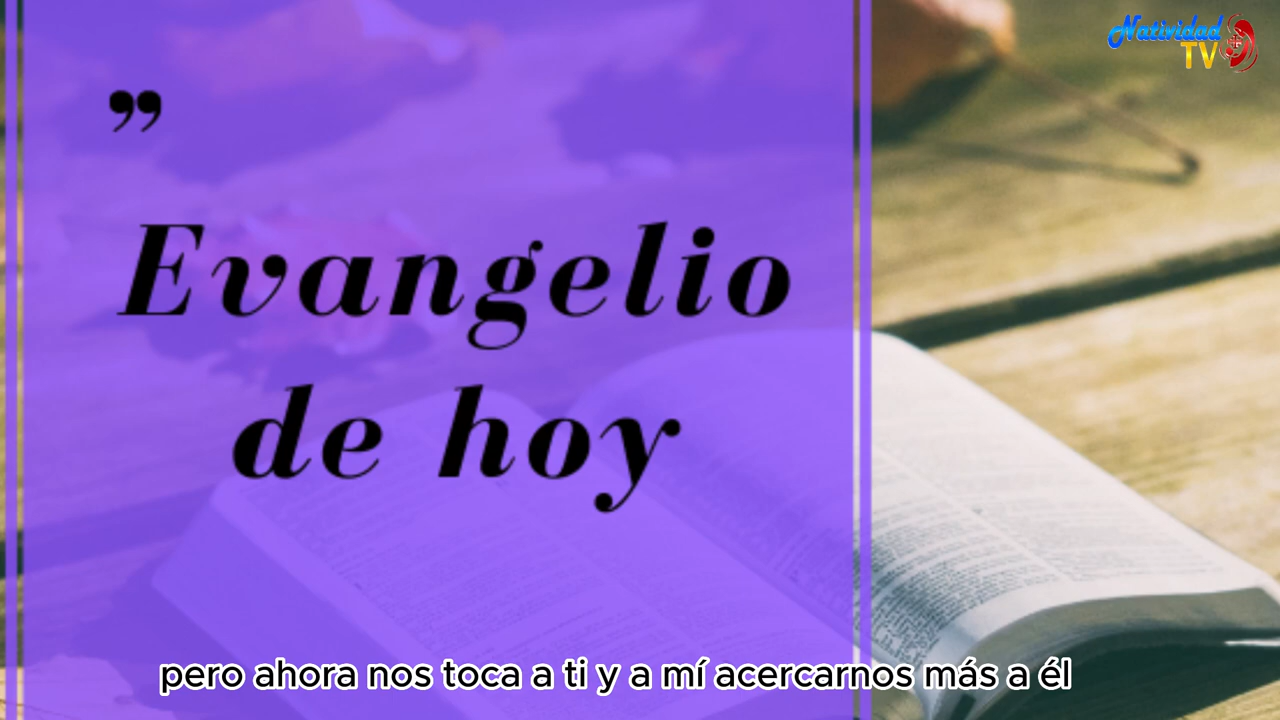 Natividad
TV
”
Evangelio
de hoy
pero ahora nos toca a ti y a mí acercarnos más a él